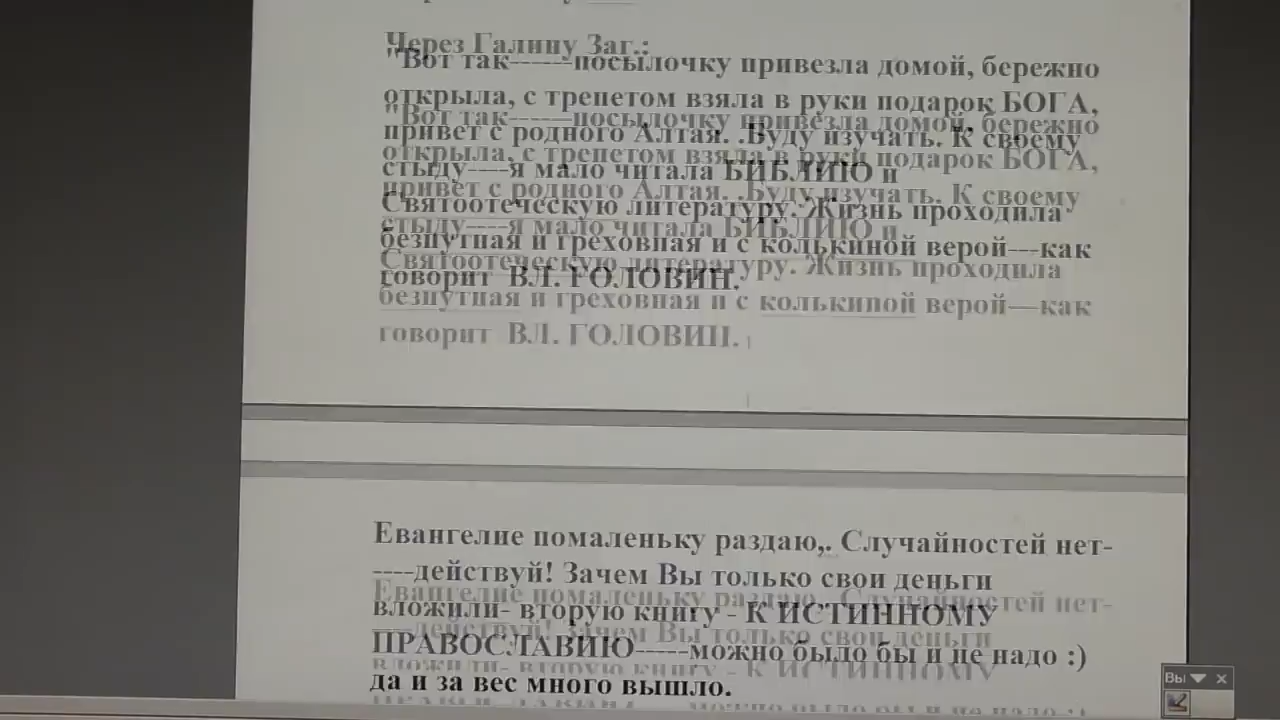 Через Галину Заг.:
"Вот так------посылочку привезла домой, бережно
открыла, с трепетом взяла в руки подарок БОГА,
привет с родного Алтая. .Буду изучать. К своему
стыду----я мало читала БИБЛИЮ и
Святоотеческую литературу. Жизнь проходила
безпутная и греховная и с колькиной верой---как
говорит ВЛ. ГОЛОВИН.
Евангелие помаленьку раздаю,. Случайностей нет-
----действуй! Зачем Вы только свои деньги
вложили- вторую книгу - К ИСТИННОМУ
ПРАВОСЛАВИЮ-----можно было бы и не надо :)
да и за вес много вышло.
Вы